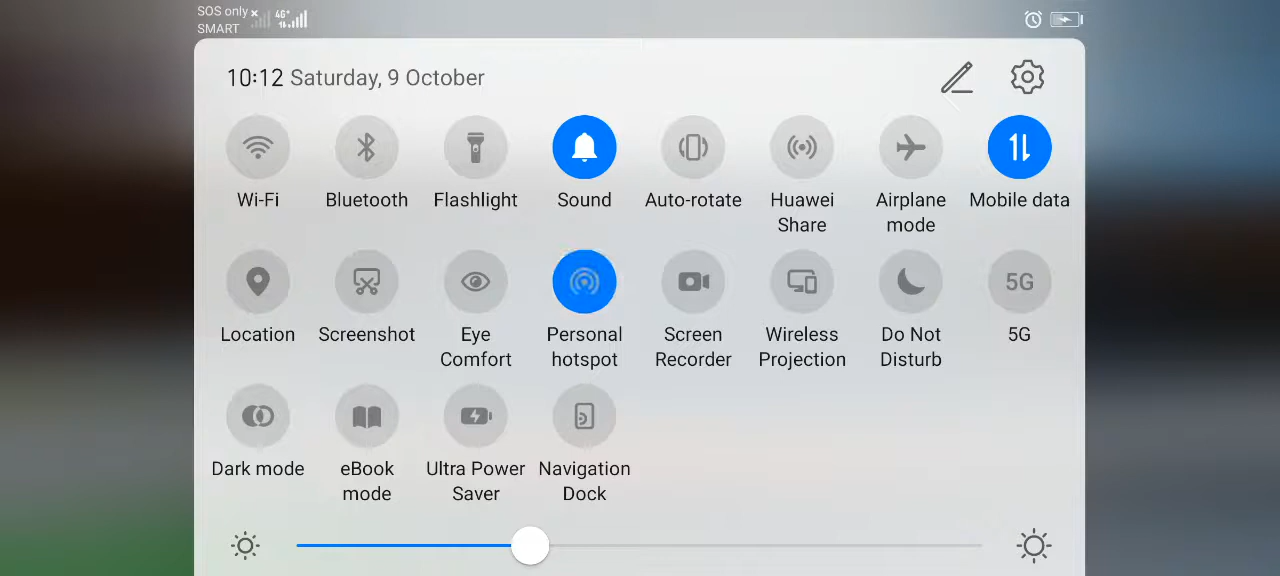 SOS only
SMART
4G+
10:12 Saturday, 9 October
Wi-Fi
Bluetooth
Flashlight
Sound
Auto-rotate
Huawei
Share
Airplane
mode
Mobile data
Location
Screenshot
Eye
Comfort
Personal
hotspot
Screen
Recorder
Wireless
Projection
Do Not
Disturb
5G
5G
Dark mode
eBook
mode
Ultra Power
Saver
Navigation
Dock